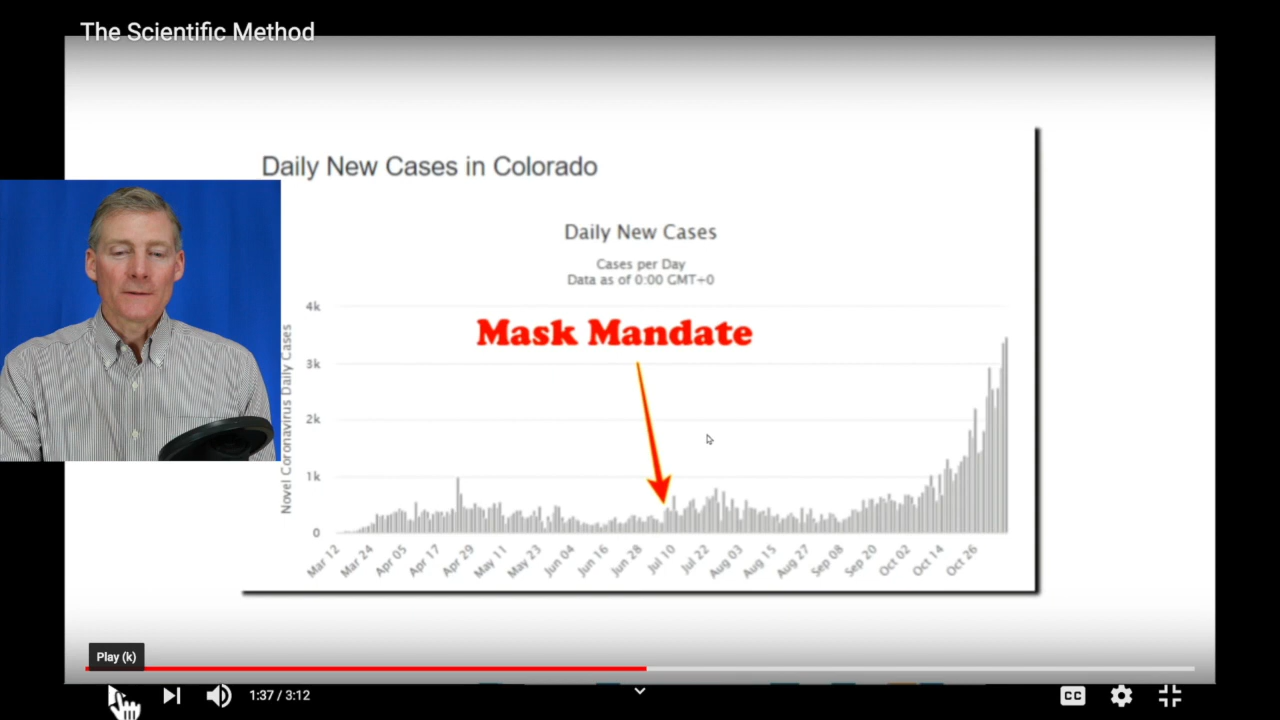 The Scientific Method
Daily New Cases in Colorado
Daily New Cases
Cases per Day
Data as of 0:00 GMT+0
Mask Mandate
Novel Coronavirus Daily Cases
4k
3k
2k
1k
0
Mar 12
Mar 24
Apr 05
Apr 17
Apr 29
May 11
May 23
Jun 04
Jun 16
Jun 28
Jul 10
Jul 22
Aug 03
Aug 15
Aug 27
Sep 08
Sep 20
Oct 02
Oct 14
Oct 26
Play (k)
1:37 / 3:12
CC